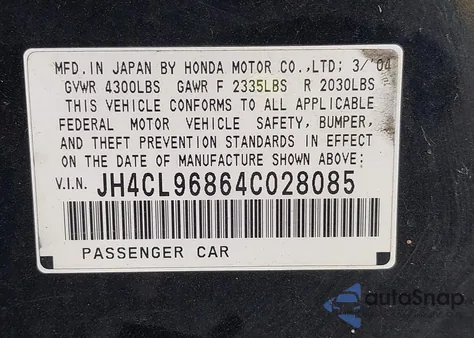 MFD.IN JAPAN BY HONDA MOTOR CO.,LTD; 3/'04
GVWR 4300LBS GAWR F 2335LBS R 2030LBS
THIS VEHICLE CONFORMS TO ALL APPLICABLE
FEDERAL MOTOR VEHICLE SAFETY, BUMPER,
AND THEFT PREVENTION STANDARDS IN EFFECT
ON THE DATE OF MANUFACTURE SHOWN ABOVE;
V.I.N. JH4CL96864C028085
PASSENGER CAR
autoSnap